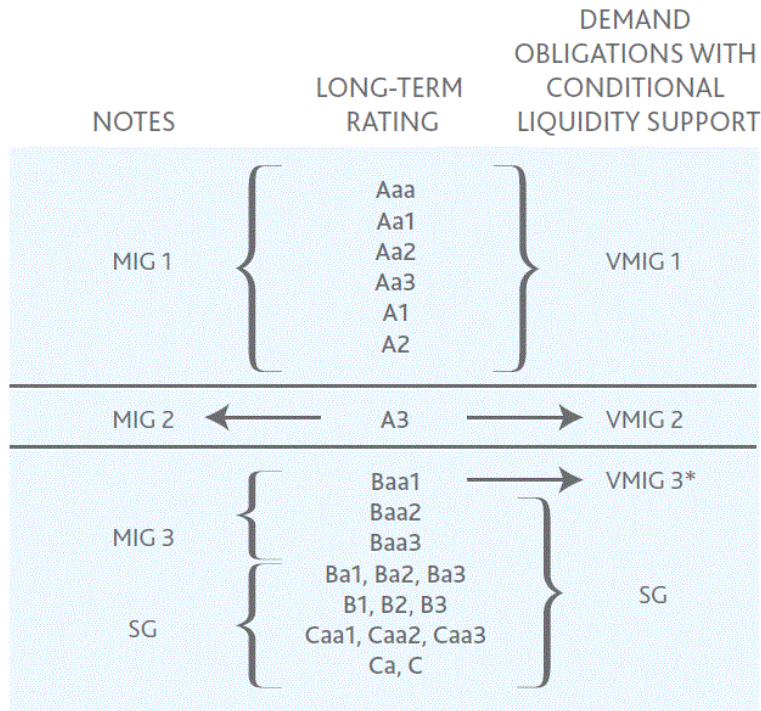 NOTES
LONG-TERM
RATING
DEMAND
OBLIGATIONS WITH
CONDITIONAL
LIQUIDITY SUPPORT
MIG 1
Aaa
Aa1
Aa2
Aa3
A1
A2
VMIG 1
MIG 2
A3
VMIG 2
MIG 3
Baa1
Baa2
Baa3
VMIG 3*
SG
Ba1, Ba2, Ba3
B1, B2, B3
Caa1, Caa2, Caa3
Ca, C
SG